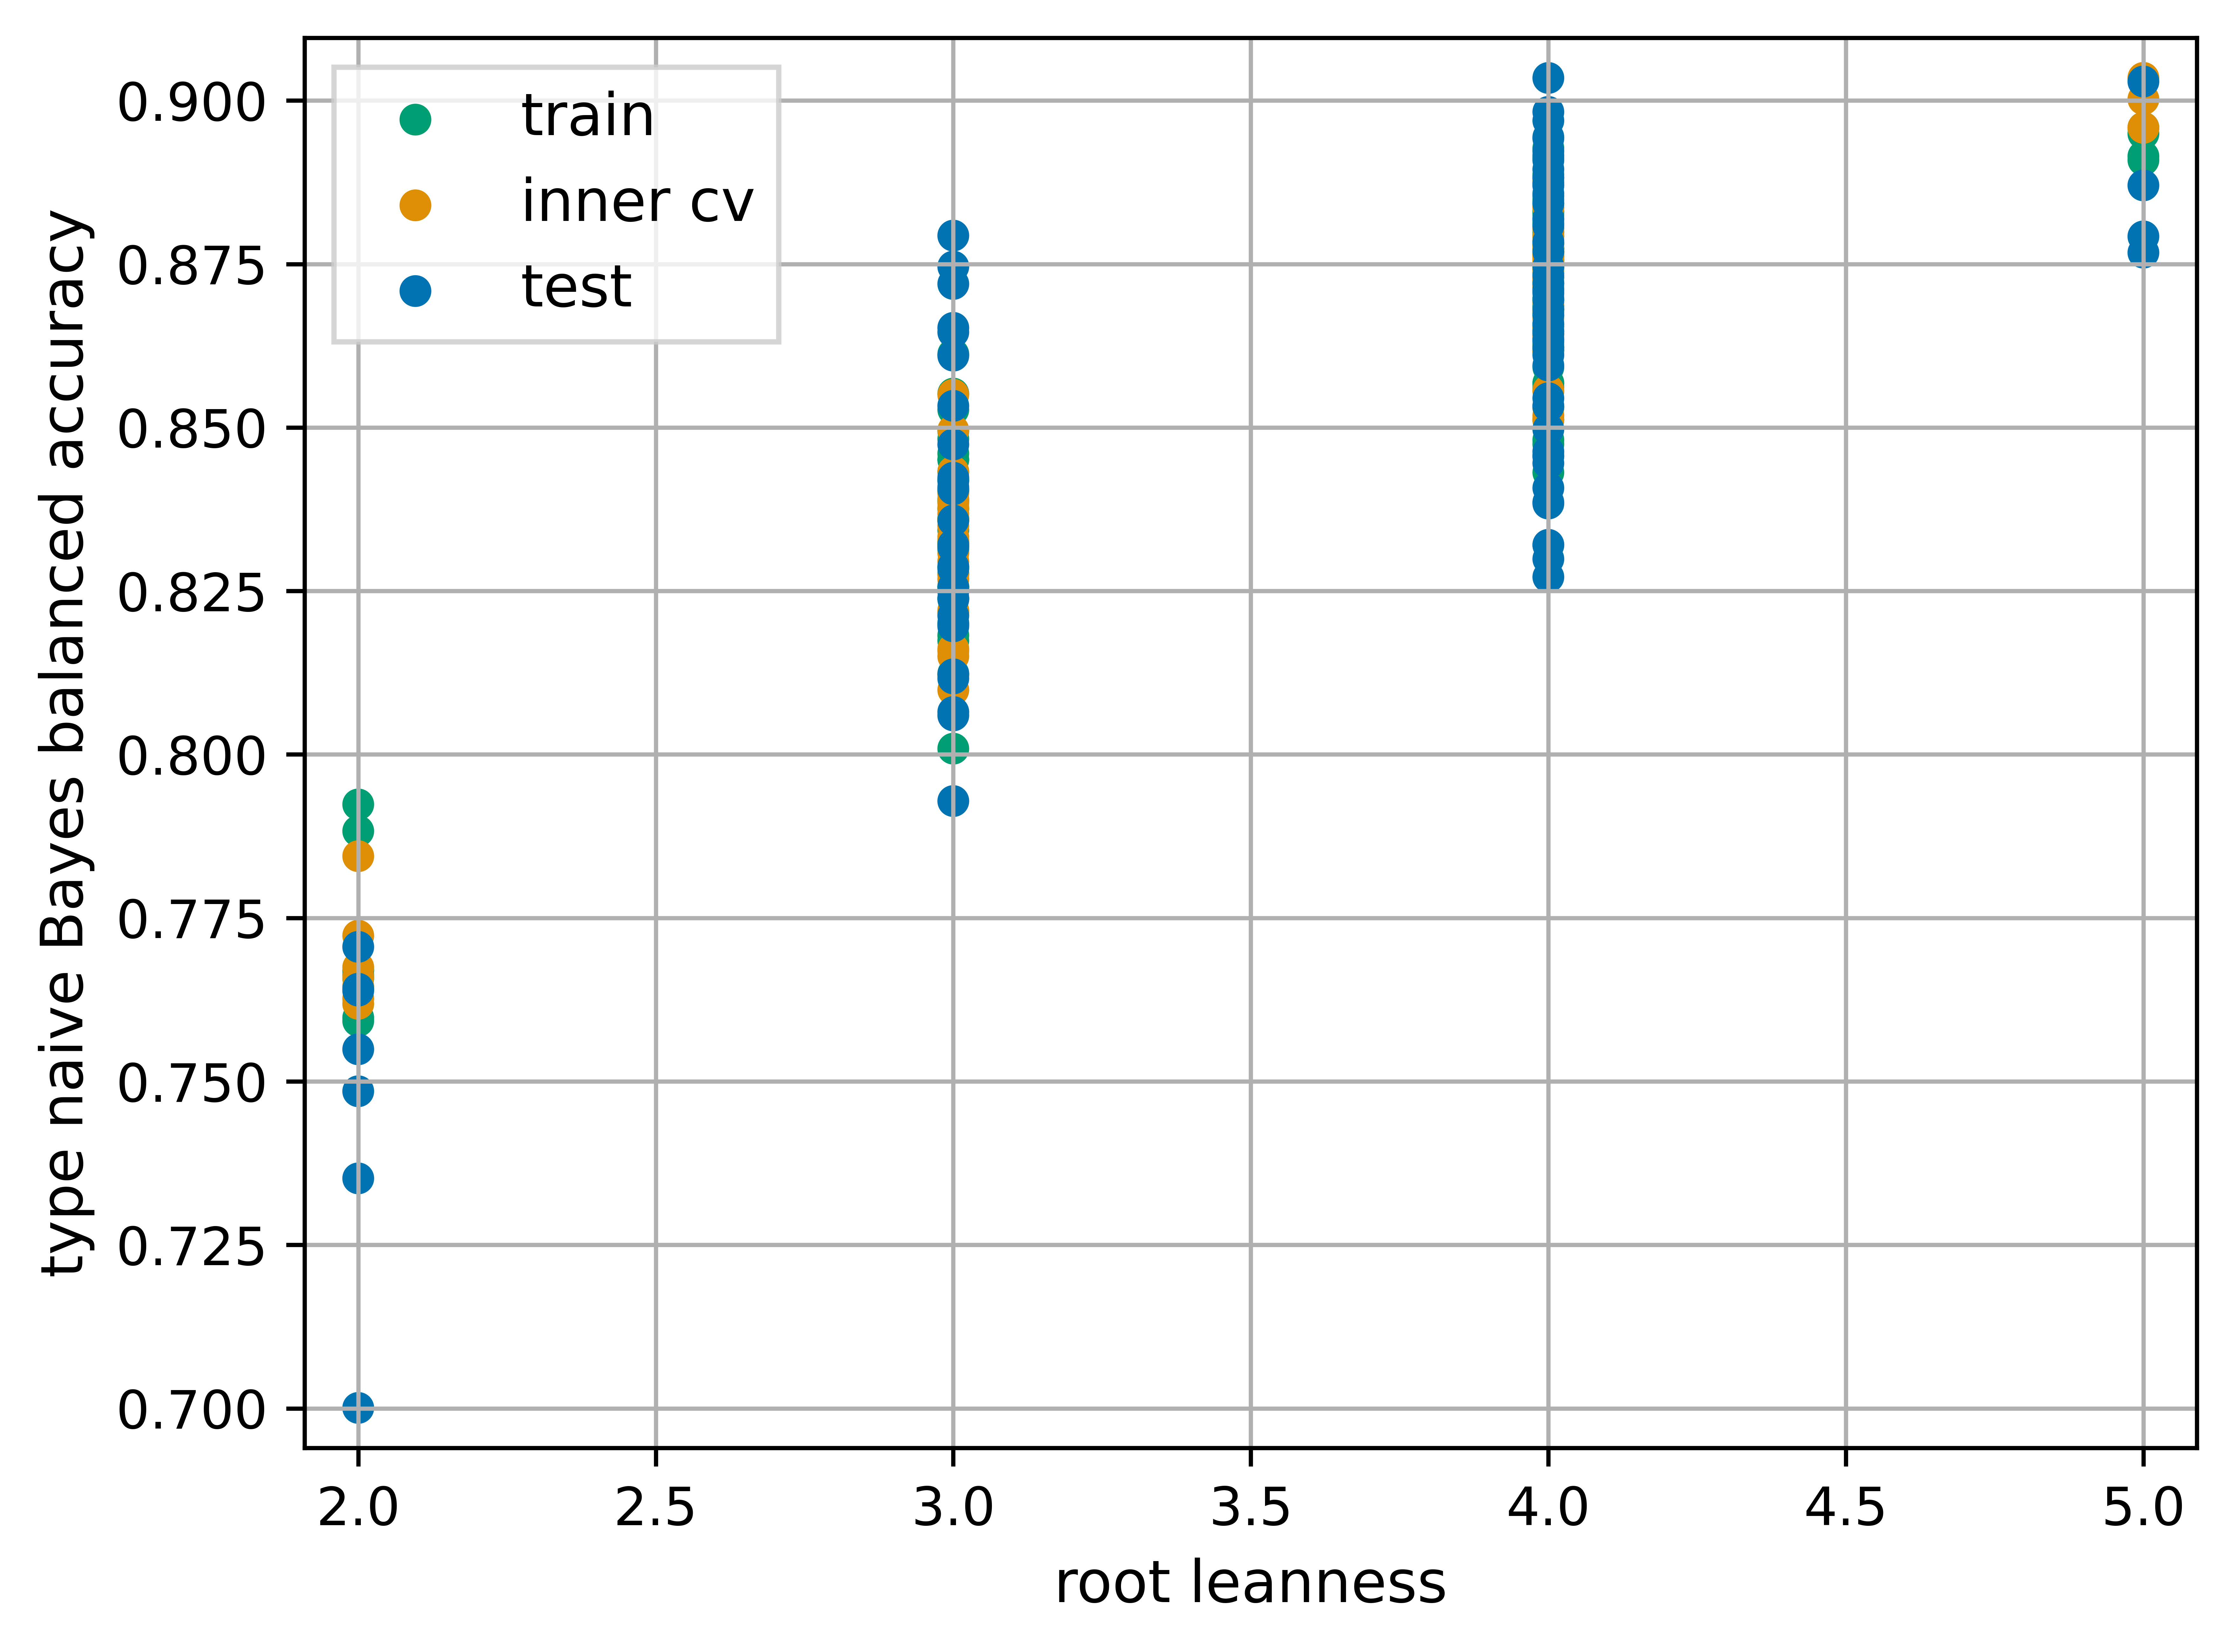 train
inner cv
test
0.900
0.875
0.850
0.825
0.800
0.775
0.750
0.725
0.700
type naive Bayes balanced accuracy
2.0 2.5 3.0 3.5 4.0 4.5 5.0
root leanness